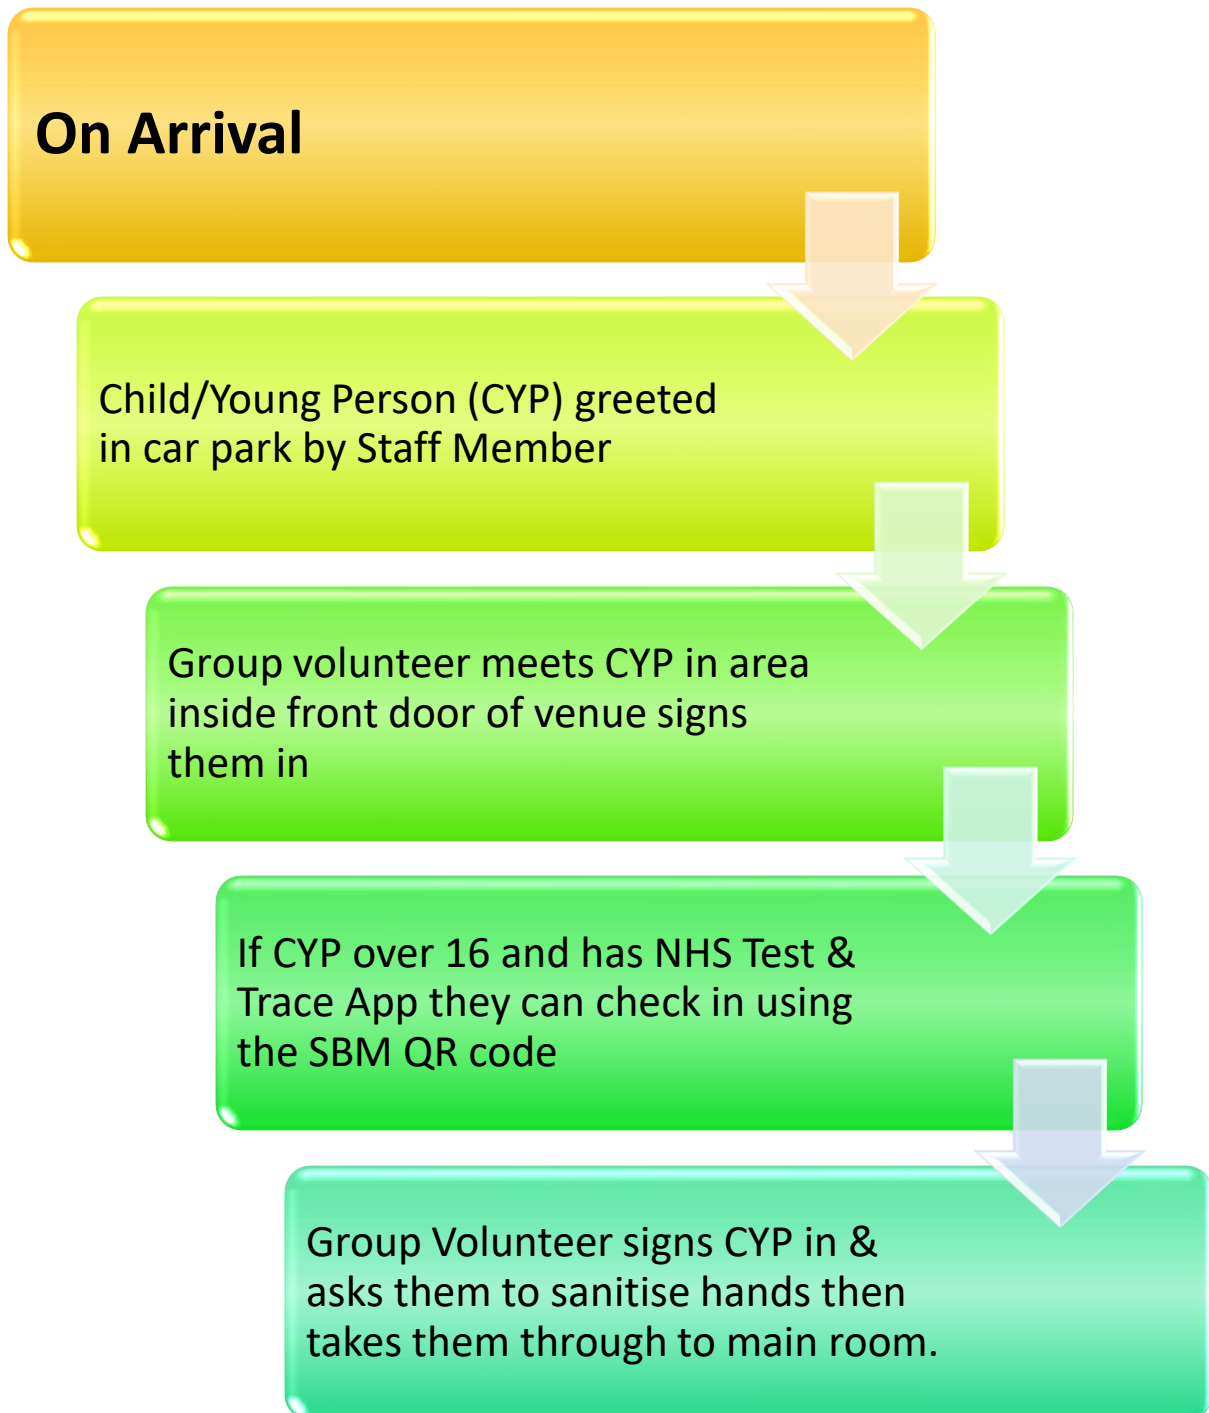 On Arrival
Child/Young Person (CYP) greeted
in car park by Staff Member
Group volunteer meets CYP in area
inside front door of venue signs
them in
If CYP over 16 and has NHS Test &
Trace App they can check in using
the SBM QR code
Group Volunteer signs CYP in &
asks them to sanitise hands then
takes them through to main room.